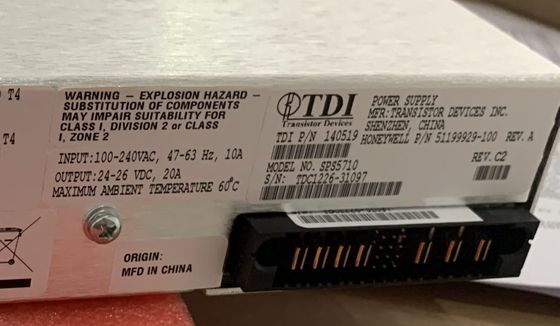 T4
T4
WARNING - EXPLOSION HAZARD -
SUBSTITUTION OF COMPONENTS
MAY IMPAIR SUITABILITY FOR
CLASS I, DIVISION 2 or CLASS
I, ZONE 2
INPUT:100-240VAC, 47-63 Hz, 10A
OUTPUT:24-26 VDC, 20A
MAXIMUM AMBIENT TEMPERATURE 60°C
ORIGIN:
MFD IN CHINA
TDI
Transistor Devices
TDI P/N 140519
MODEL NO. SPS5710
S/N: TPC1226-31097
POWER SUPPLY
MFR:TRANSISTOR DEVICES INC.
SHENZHEN, CHINA
HONEYWELL P/N 51199929-100 REV. A
REV.C2